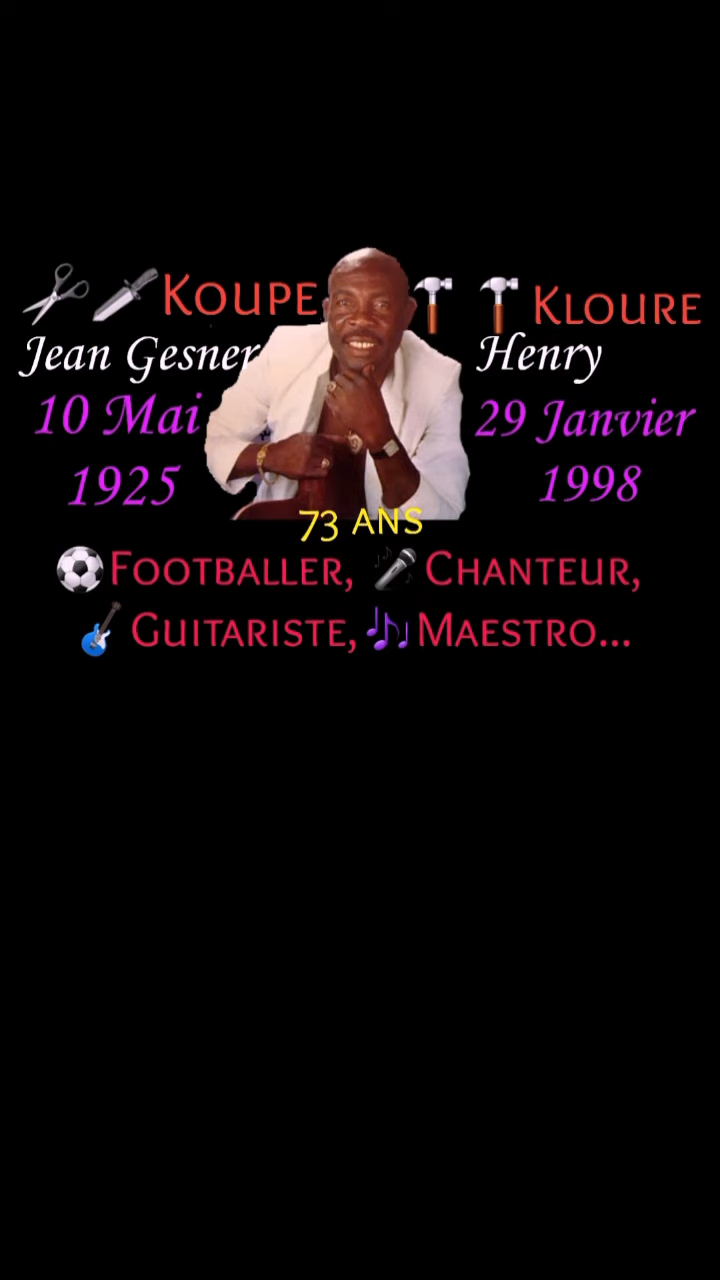 Koupe Kloure
Jean Gesner Henry
10 Mai 29 Janvier
1925 1998
73 ANS
Footballer, Chanteur,
Guitariste, Maestro...